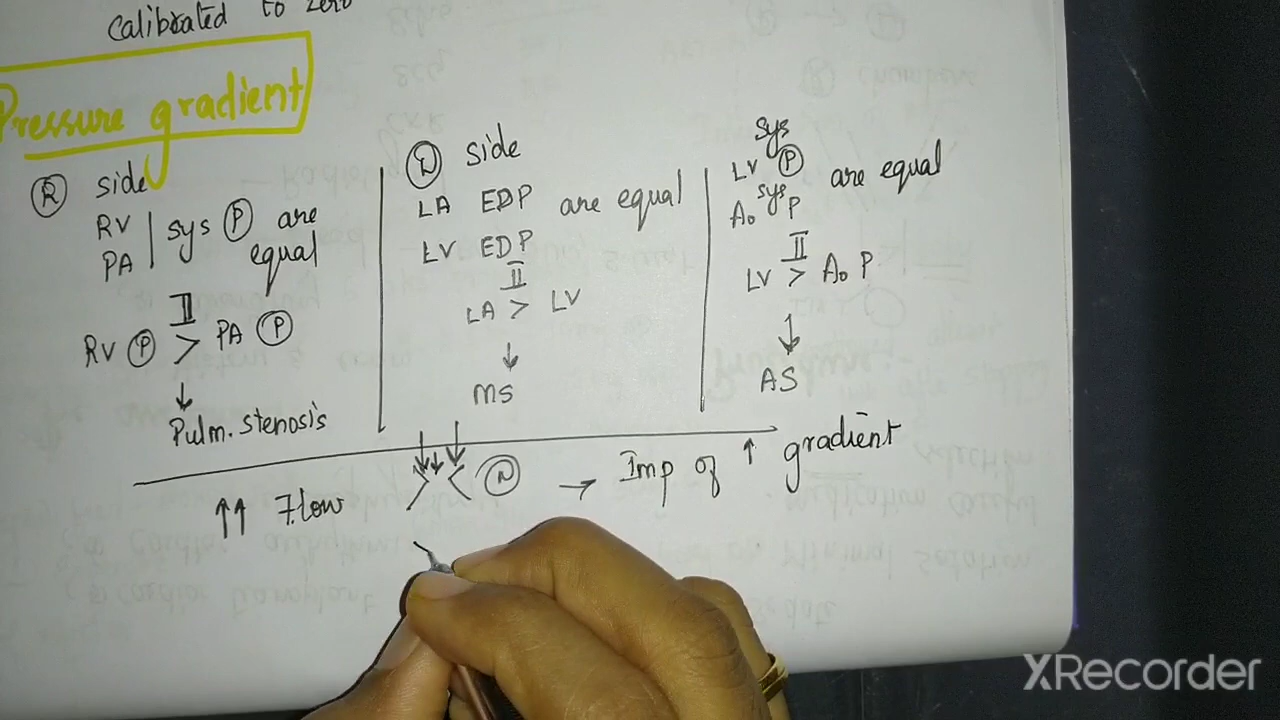 Calibrated to zero
Pressure gradient
R side
RV
PA
sys P are
equal
RV P > PA P
↓
Pulm. stenosis
L side
LA EDP are equal
LV EDP
II
LA > LV
↓
MS
sys
LV P are equal
Ao sys P
II
LV > Ao P
↓
AS
↑↑ Flow > < N → Imp of ↑ gradient
XRecorder